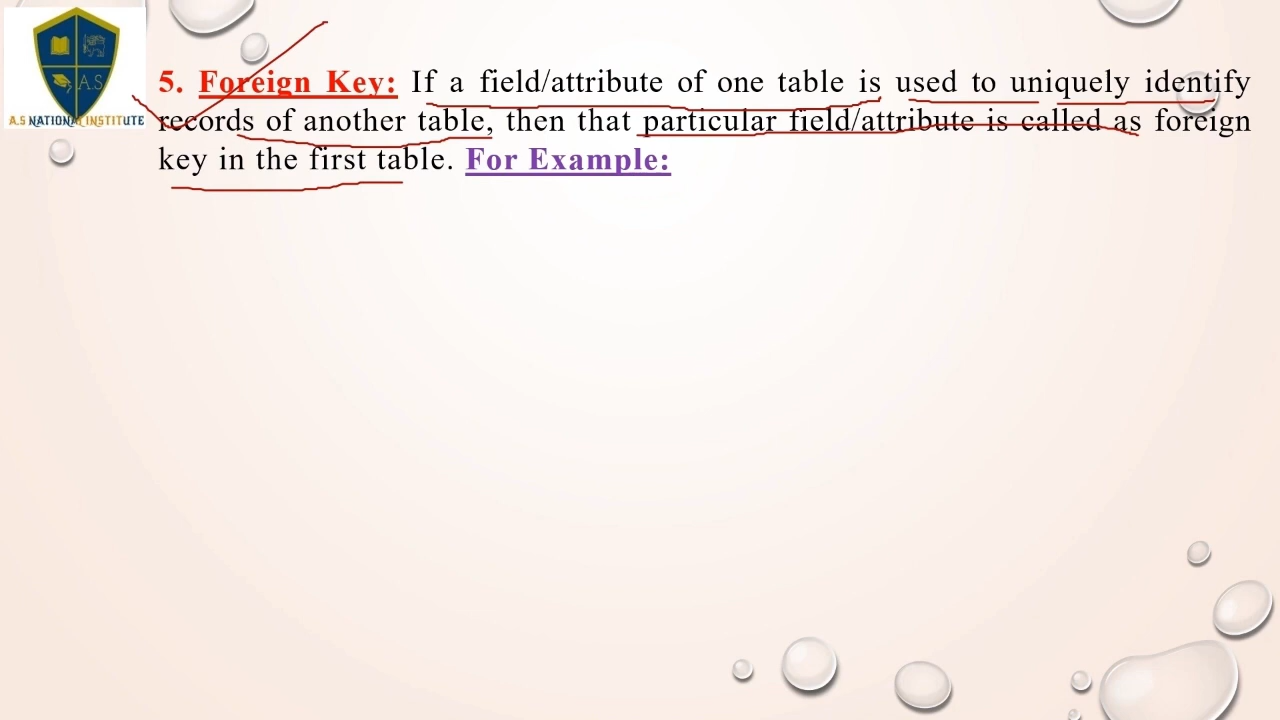 A.S
A.S NATIONAL INSTITUTE
5. Foreign Key: If a field/attribute of one table is used to uniquely identify
records of another table, then that particular field/attribute is called as foreign
key in the first table. For Example: